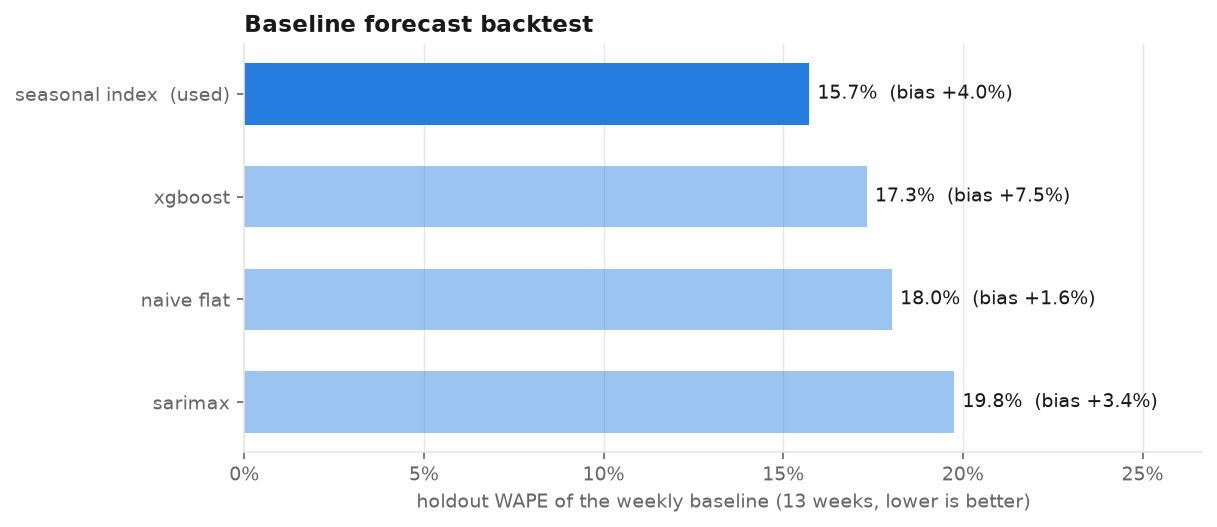 Baseline forecast backtest
seasonal index  (used)
15.7%  (bias +4.0%)
xgboost
17.3%  (bias +7.5%)
naive flat
18.0%  (bias +1.6%)
sarimax
19.8%  (bias +3.4%)
0%
5%
10%
15%
20%
25%
holdout WAPE of the weekly baseline (13 weeks, lower is better)